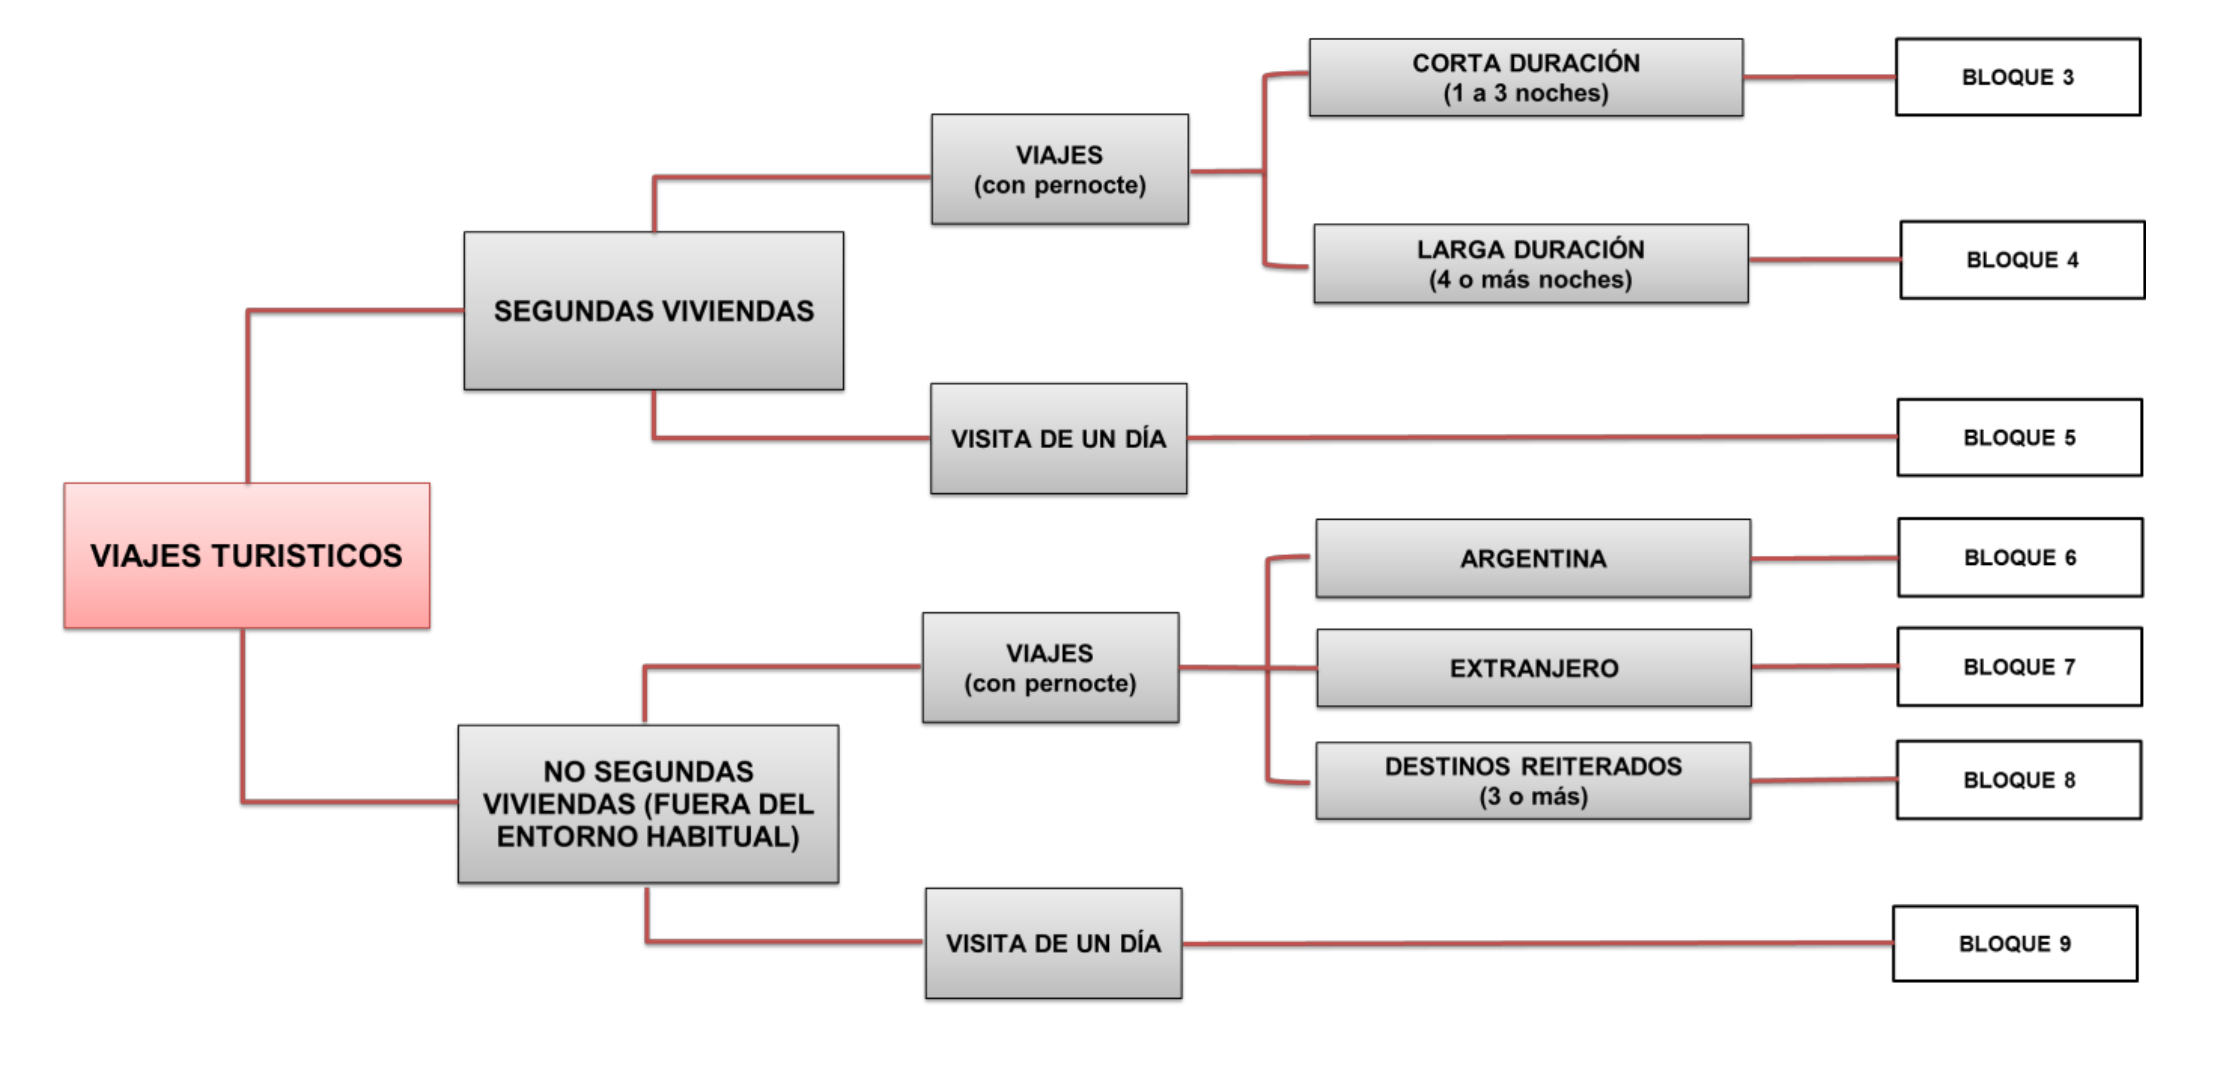 VIAJES TURISTICOS
SEGUNDAS VIVIENDAS
VIAJES
(con pernocte)
CORTA DURACIÓN
(1 a 3 noches)
BLOQUE 3
LARGA DURACIÓN
(4 o más noches)
BLOQUE 4
VISITA DE UN DÍA
BLOQUE 5
NO SEGUNDAS
VIVIENDAS (FUERA DEL
ENTORNO HABITUAL)
VIAJES
(con pernocte)
ARGENTINA
BLOQUE 6
EXTRANJERO
BLOQUE 7
DESTINOS REITERADOS
(3 o más)
BLOQUE 8
VISITA DE UN DÍA
BLOQUE 9